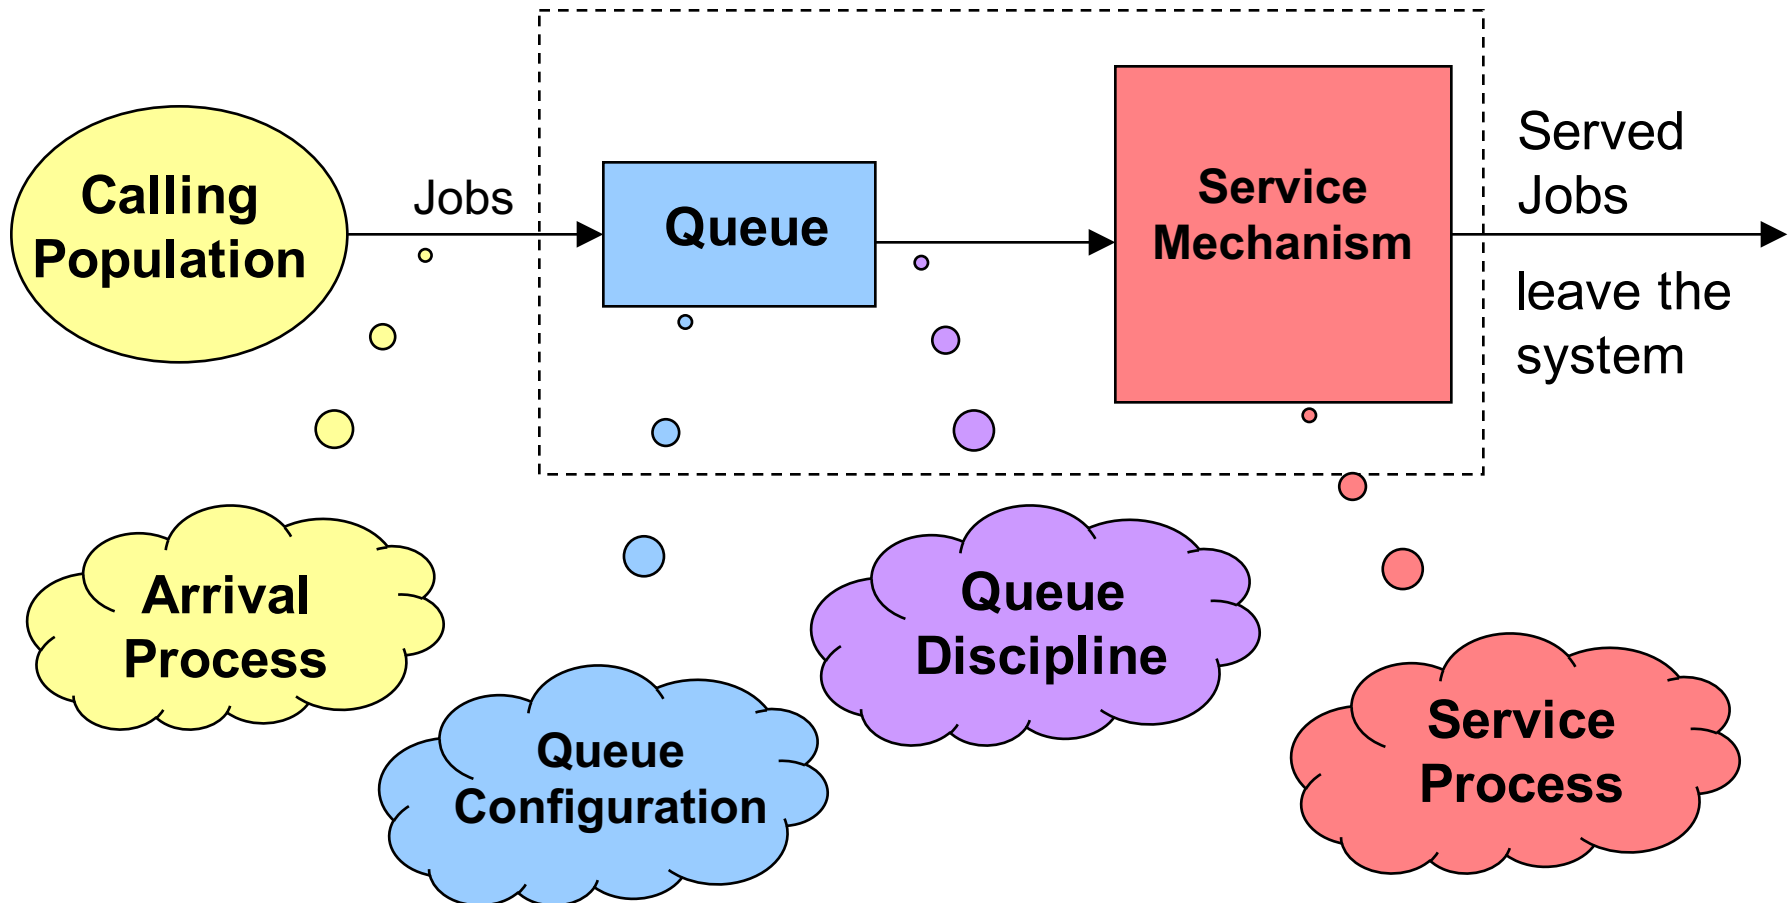 Calling
Population
Jobs
Queue
Service
Mechanism
Served
Jobs
leave the
system
Arrival
Process
Queue
Configuration
Queue
Discipline
Service
Process